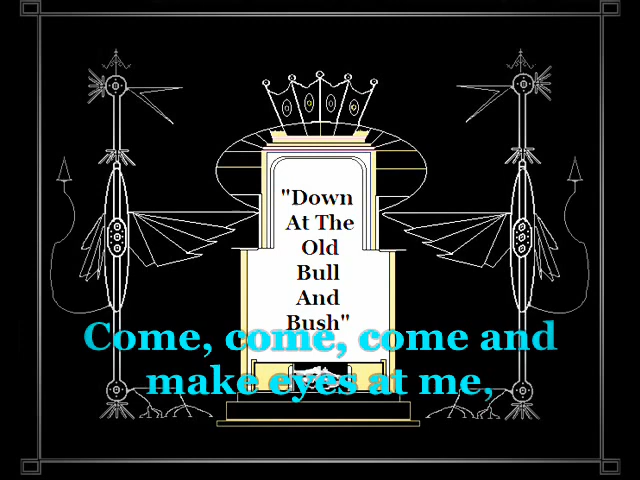 "Down
At The
Old
Bull
And
Bush"
Come, come, come and
make eyes at me,